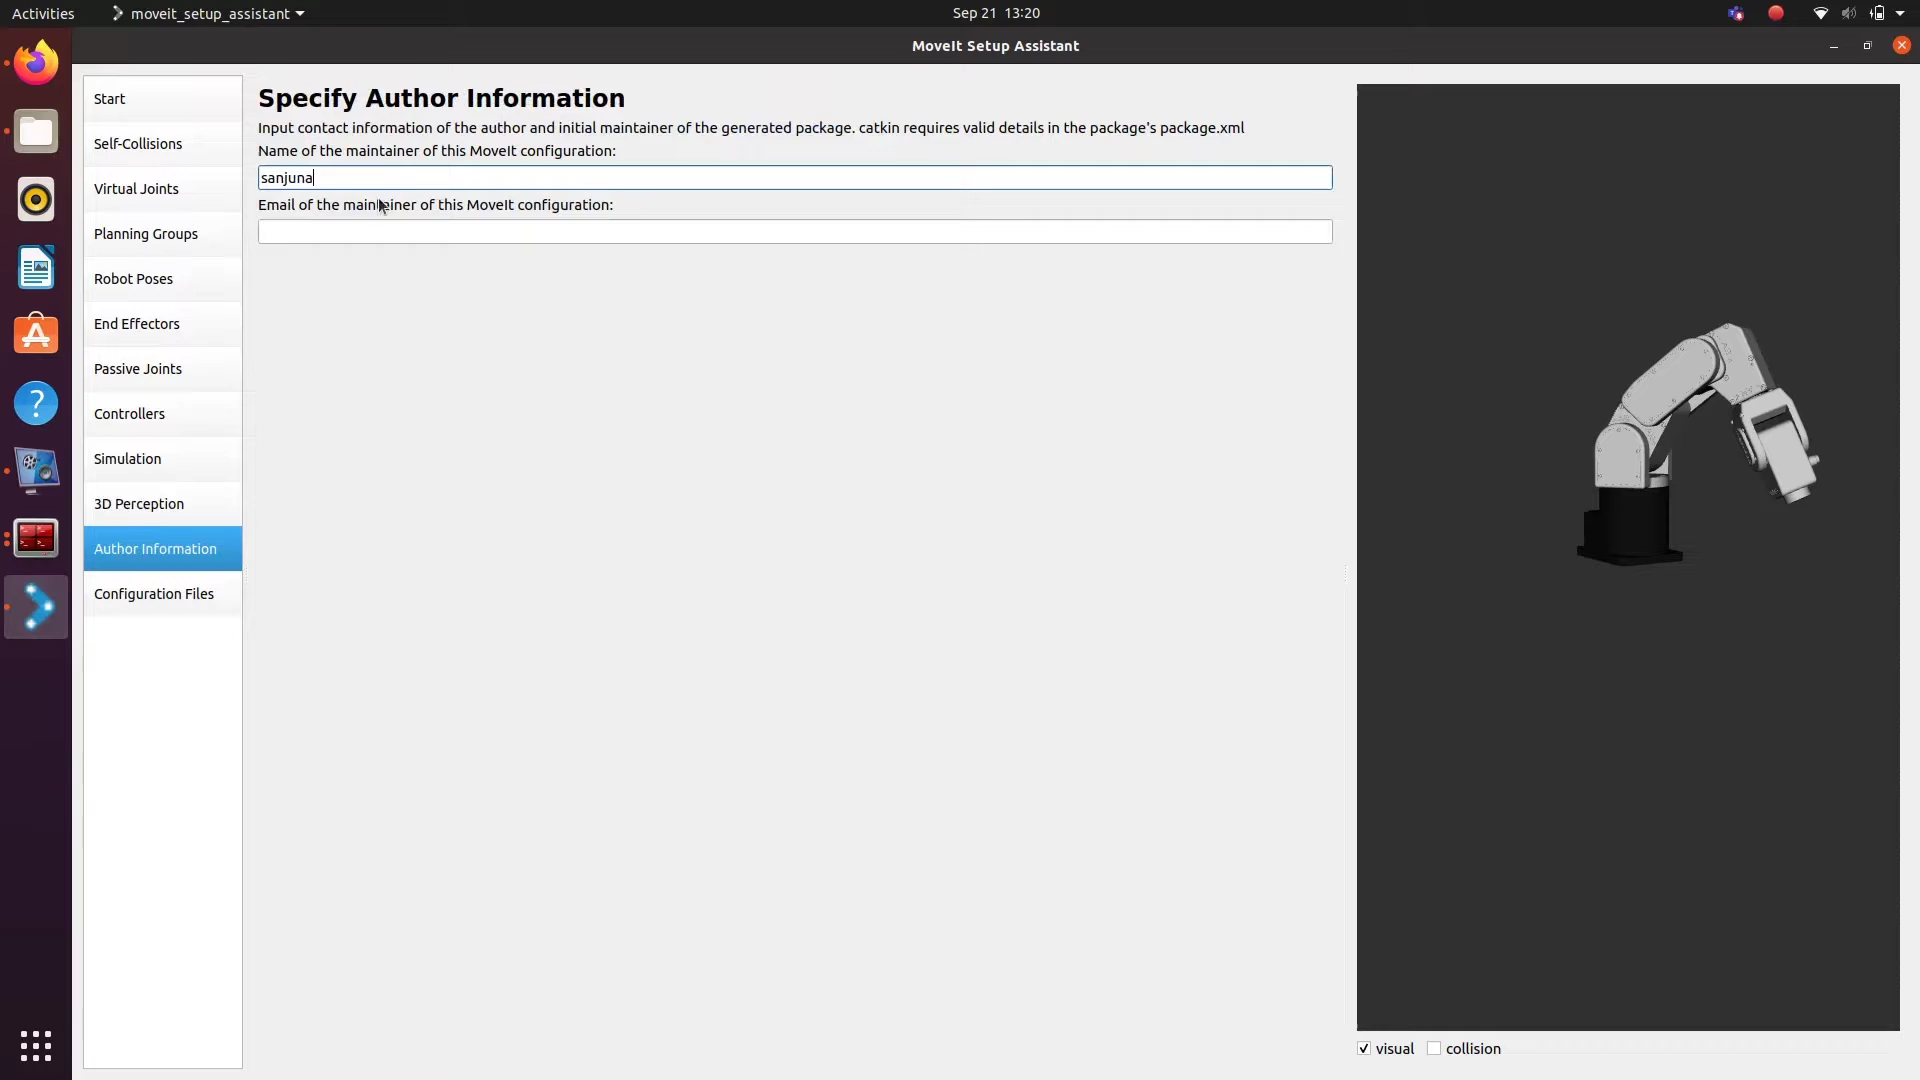 Activities
moveit_setup_assistant
Sep 21 13:20
MoveIt Setup Assistant
Start
Self-Collisions
Virtual Joints
Planning Groups
Robot Poses
End Effectors
Passive Joints
Controllers
Simulation
3D Perception
Author Information
Configuration Files
Specify Author Information
Input contact information of the author and initial maintainer of the generated package. catkin requires valid details in the package's package.xml
Name of the maintainer of this MoveIt configuration:
sanjuna
Email of the maintainer of this MoveIt configuration:
visual
collision